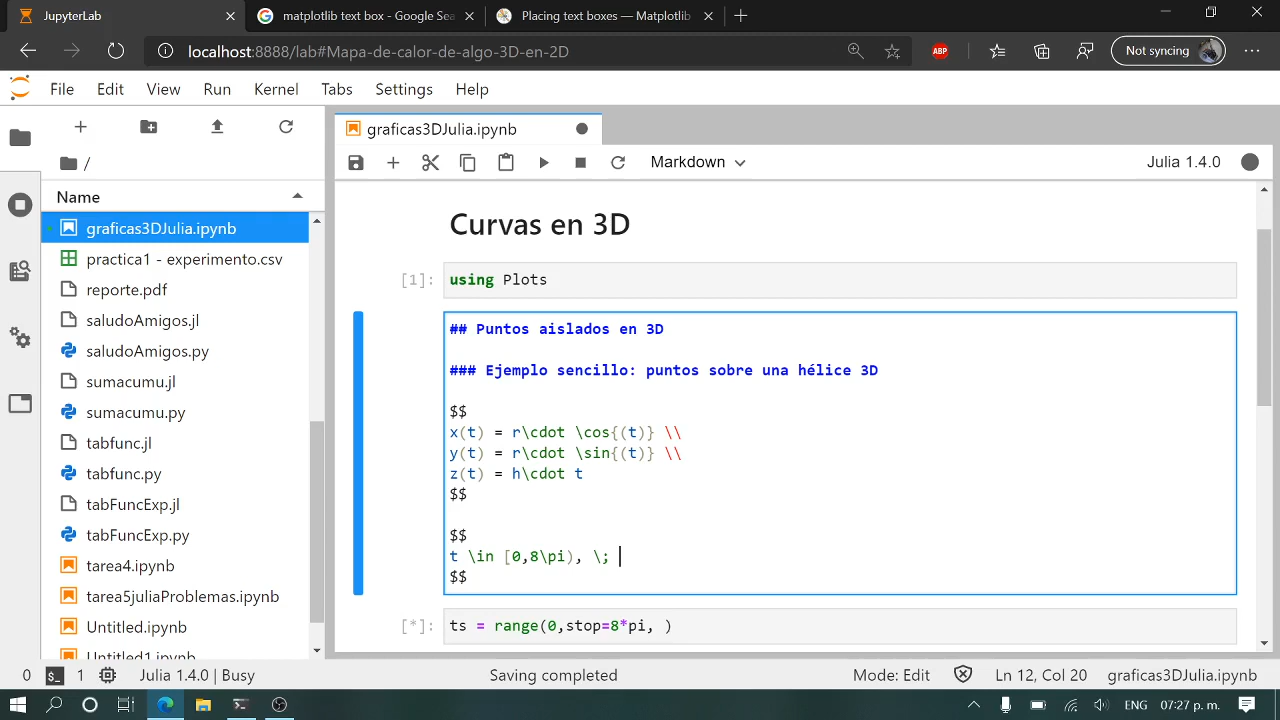 JupyterLab
matplotlib text box - Google Sea
Placing text boxes — Matplotlib
localhost:8888/lab#Mapa-de-calor-de-algo-3D-en-2D
ABP
Not syncing
File Edit View Run Kernel Tabs Settings Help
graficas3DJulia.ipynb
/
Markdown
Julia 1.4.0
Name
graficas3DJulia.ipynb
practica1 - experimento.csv
reporte.pdf
saludoAmigos.jl
saludoAmigos.py
sumacumu.jl
sumacumu.py
tabfunc.jl
tabfunc.py
tabFuncExp.jl
tabFuncExp.py
tarea4.ipynb
tarea5juliaProblemas.ipynb
Untitled.ipynb
Untitled1.ipynb
Curvas en 3D
[1]: using Plots
## Puntos aislados en 3D
### Ejemplo sencillo: puntos sobre una hélice 3D
$$
x(t) = r\cdot \cos{(t)} \\
y(t) = r\cdot \sin{(t)} \\
z(t) = h\cdot t
$$
$$
t \in [0,8\pi), \;
$$
[*]: ts = range(0,stop=8*pi, )
0 1 Julia 1.4.0 | Busy
Saving completed
Mode: Edit
Ln 12, Col 20
graficas3DJulia.ipynb
ENG
07:27 p. m.